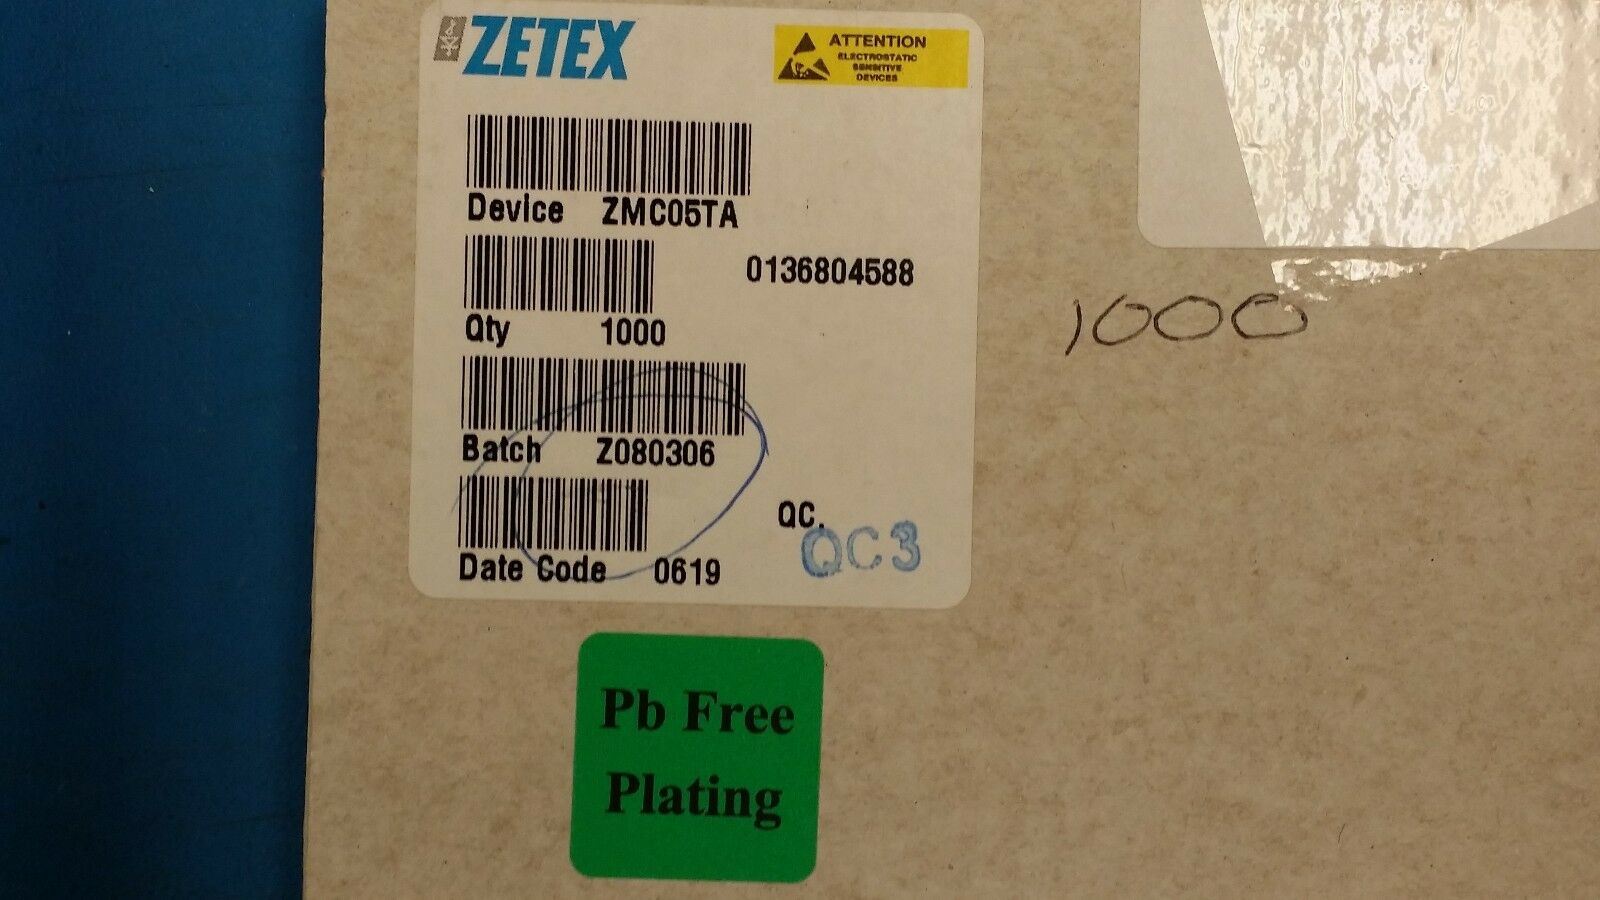 ZETEX
ATTENTION
ELECTROSTATIC
SENSITIVE
DEVICES
Device ZMC05TA
0136804588
Qty 1000
1000
Batch Z080306
QC.
QC3
Date Code 0619
Pb Free
Plating